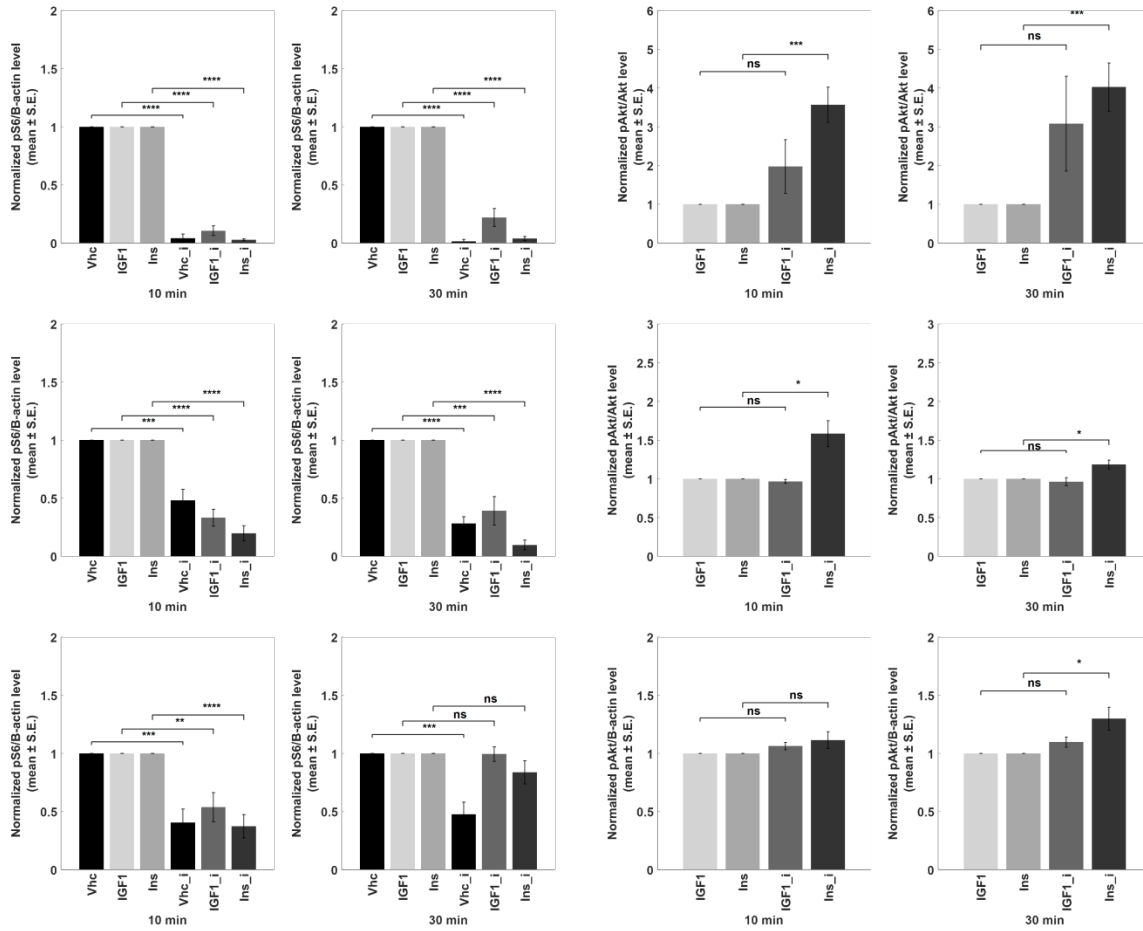 Normalized pS6/B-actin level
(mean ± S.E.)
2
1.5
1
0.5
0
****
****
****
Vhc
IGF1
Ins
Vhc_i
IGF1_i
Ins_i
10 min
Normalized pS6/B-actin level
(mean ± S.E.)
2
1.5
1
0.5
0
****
****
****
Vhc
IGF1
Ins
Vhc_i
IGF1_i
Ins_i
30 min
Normalized pAkt/Akt level
(mean ± S.E.)
6
5
4
3
2
1
0
***
ns
IGF1
Ins
IGF1_i
Ins_i
10 min
Normalized pAkt/Akt level
(mean ± S.E.)
6
5
4
3
2
1
0
***
ns
IGF1
Ins
IGF1_i
Ins_i
30 min
Normalized pS6/B-actin level
(mean ± S.E.)
2
1.5
1
0.5
0
****
****
***
Vhc
IGF1
Ins
Vhc_i
IGF1_i
Ins_i
10 min
Normalized pS6/B-actin level
(mean ± S.E.)
2
1.5
1
0.5
0
****
***
****
Vhc
IGF1
Ins
Vhc_i
IGF1_i
Ins_i
30 min
Normalized pAkt/Akt level
(mean ± S.E.)
3
2.5
2
1.5
1
0.5
0
*
ns
IGF1
Ins
IGF1_i
Ins_i
10 min
Normalized pAkt/Akt level
(mean ± S.E.)
3
2.5
2
1.5
1
0.5
0
*
ns
IGF1
Ins
IGF1_i
Ins_i
30 min
Normalized pS6/B-actin level
(mean ± S.E.)
2
1.5
1
0.5
0
****
**
***
Vhc
IGF1
Ins
Vhc_i
IGF1_i
Ins_i
10 min
Normalized pS6/B-actin level
(mean ± S.E.)
2
1.5
1
0.5
0
ns
ns
***
Vhc
IGF1
Ins
Vhc_i
IGF1_i
Ins_i
30 min
Normalized pAkt/B-actin level
(mean ± S.E.)
2
1.5
1
0.5
0
ns
ns
IGF1
Ins
IGF1_i
Ins_i
10 min
Normalized pAkt/B-actin level
(mean ± S.E.)
2
1.5
1
0.5
0
*
ns
IGF1
Ins
IGF1_i
Ins_i
30 min